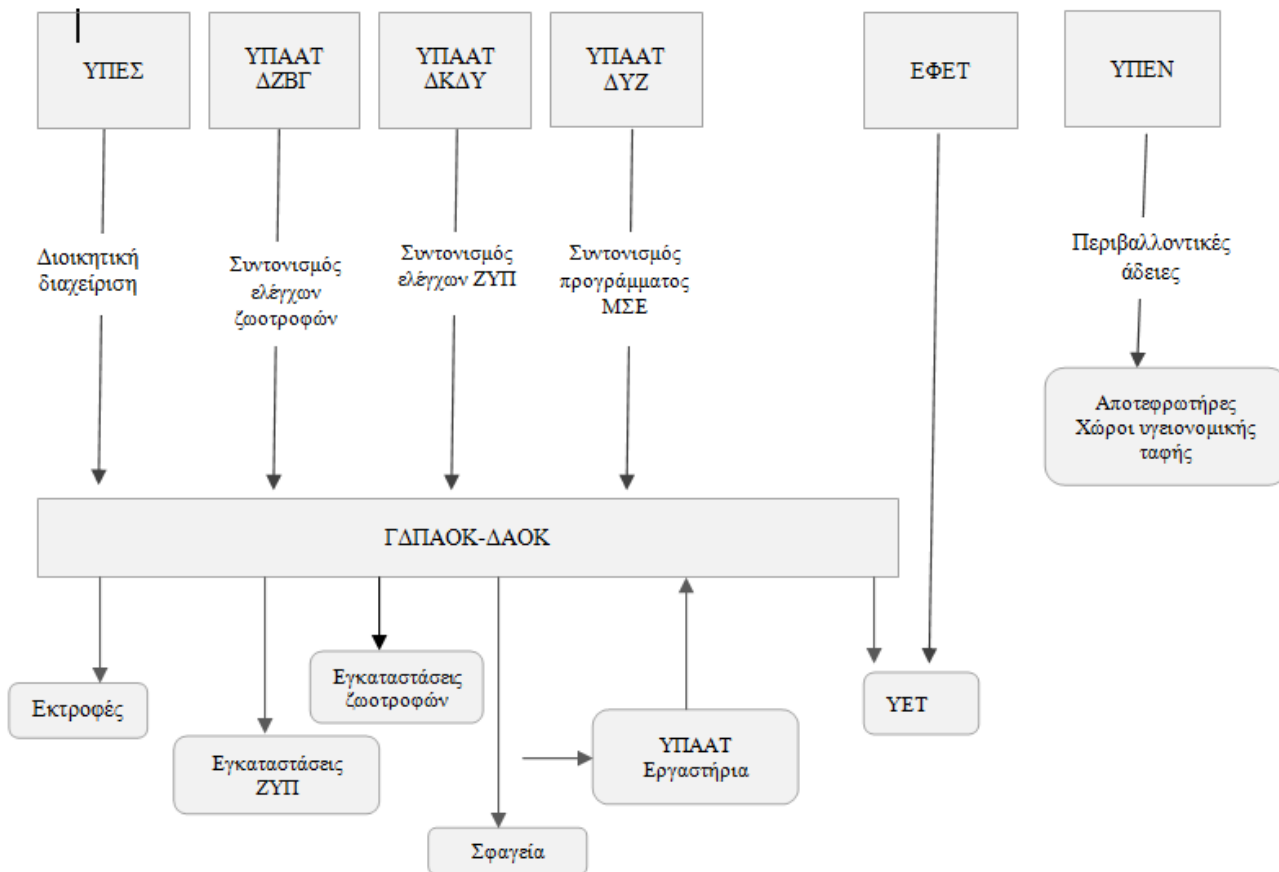 ΥΠΕΣ
ΥΠΑΑΤ
ΔΖΒΓ
ΥΠΑΑΤ
ΔΚΔΥ
ΥΠΑΑΤ
ΔΥΖ
ΕΦΕΤ
ΥΠΕΝ
Διοικητική
διαχείριση
Συντονισμός
ελέγχων
ζωοτροφών
Συντονισμός
ελέγχων ΖΥΠ
Συντονισμός
προγράμματος
ΜΣΕ
Περιβαλλοντικές
άδειες
Αποτεφρωτήρες
Χώροι υγειονομικής
ταφής
ΓΔΠΑΟΚ-ΔΑΟΚ
Εκτροφές
Εγκαταστάσεις
ΖΥΠ
Εγκαταστάσεις
ζωοτροφών
Σφαγεία
ΥΠΑΑΤ
Εργαστήρια
ΥΕΤ